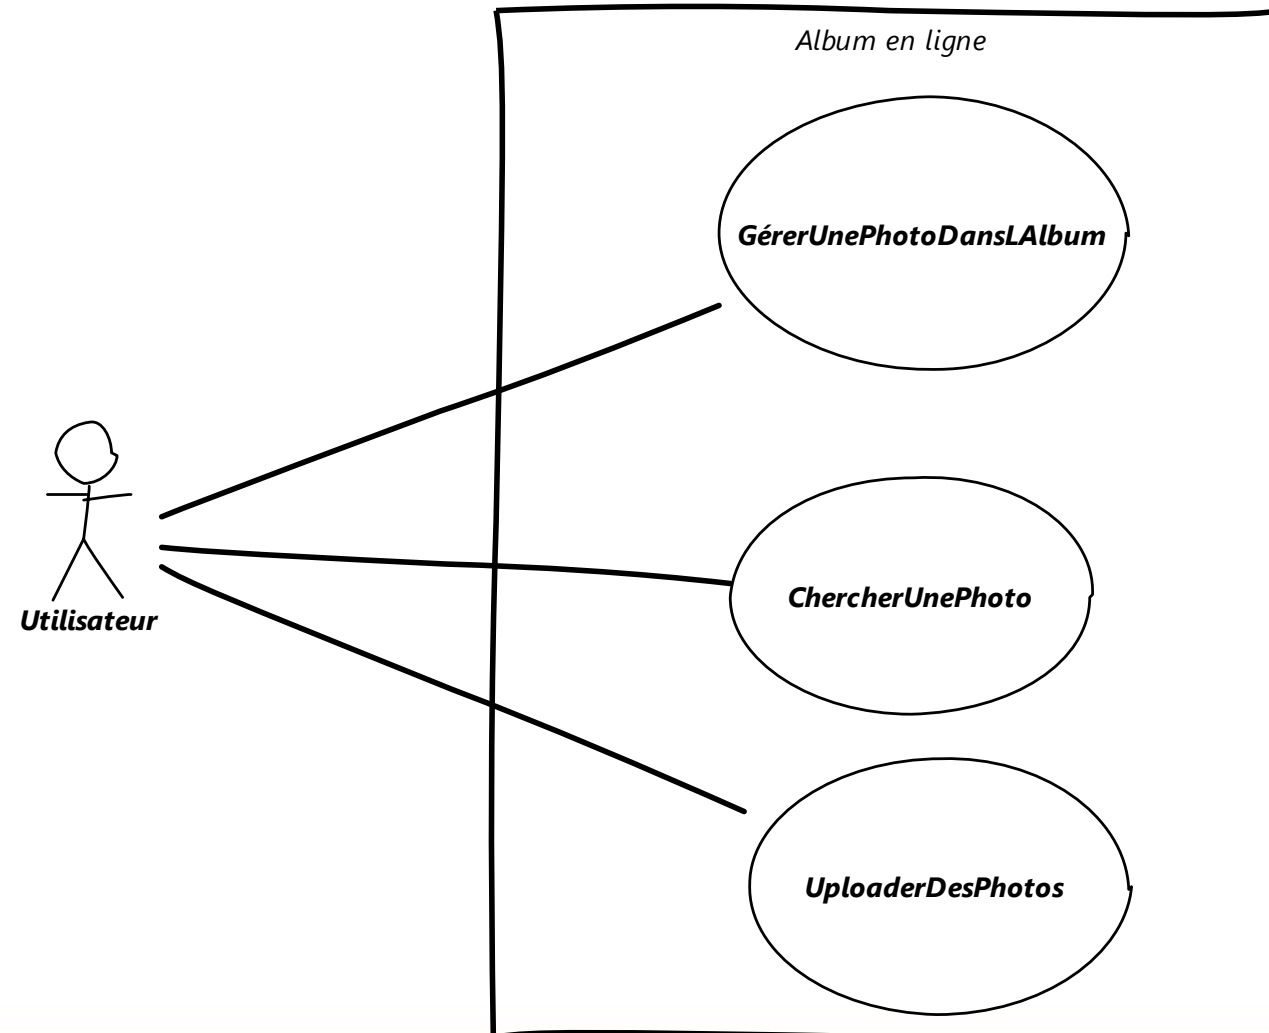 Album en ligne
GérerUnePhotoDansLAlbum
ChercherUnePhoto
Utilisateur
UploaderDesPhotos